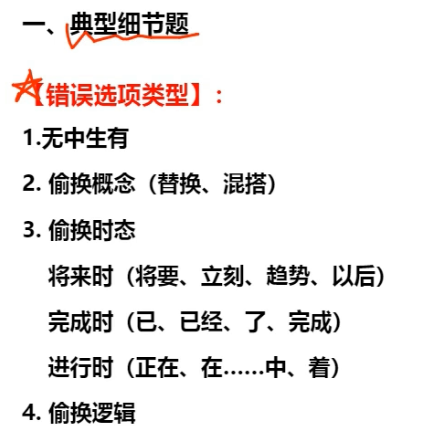 一、典型细节题
【错误选项类型】：
1.无中生有
2. 偷换概念（替换、混搭）
3. 偷换时态
将来时（将要、立刻、趋势、以后）
完成时（已、已经、了、完成）
进行时（正在、在……中、着）
4. 偷换逻辑